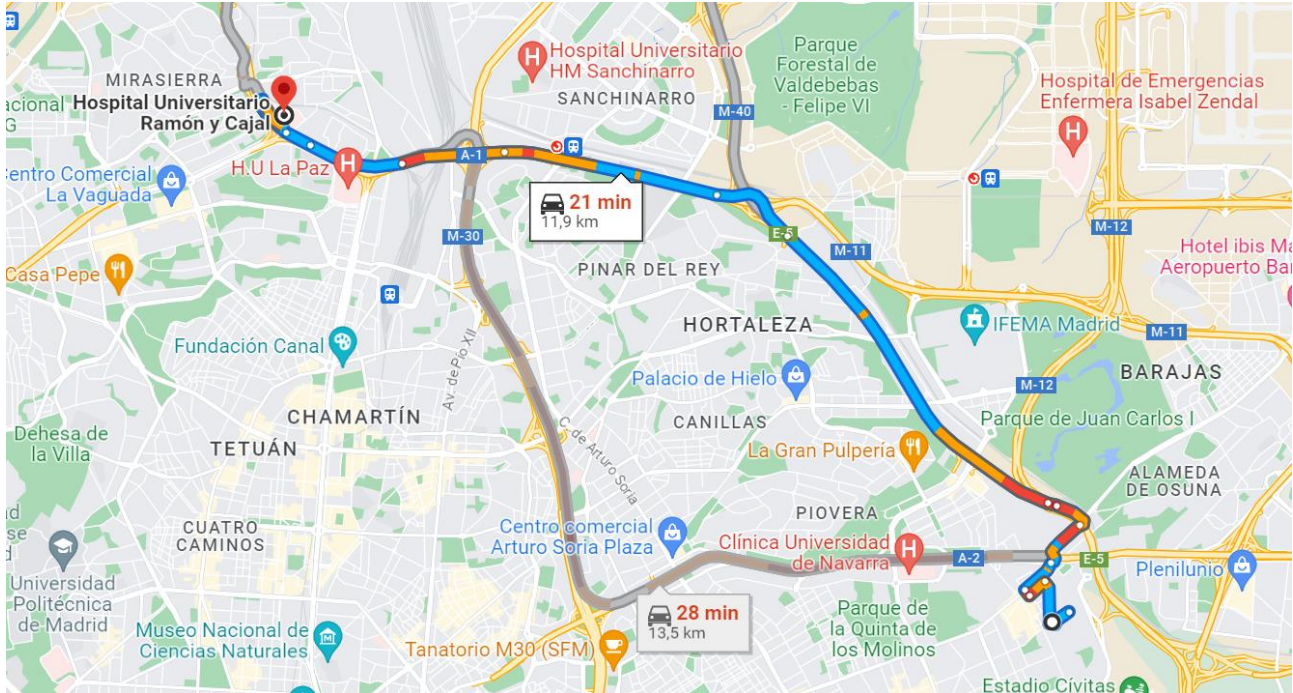 MIRASIERRA
Hospital Universitario
Ramón y Cajal
acional
G
Centro Comercial
La Vaguada
H.U La Paz
H
A-1
Hospital Universitario
HM Sanchinarro
H
SANCHINARRO
Parque
Forestal de
Valdebebas
- Felipe VI
M-40
Hospital de Emergencias
Enfermera Isabel Zendal
H
21 min
11,9 km
M-30
E-5
M-11
M-12
Hotel ibis Ma
Aeropuerto Bar
Casa Pepe
PINAR DEL REY
HORTALEZA
IFEMA Madrid
M-11
Fundación Canal
Av. de Pío XII
Palacio de Hielo
M-12
BARAJAS
CHAMARTÍN
TETUÁN
Dehesa de
la Villa
C. de Arturo Soria
CANILLAS
Parque de Juan Carlos I
La Gran Pulpería
ALAMEDA
DE OSUNA
CUATRO
CAMINOS
Centro comercial
Arturo Soria Plaza
PIOVERA
Clínica Universidad
de Navarra
H
A-2
E-5
Plenilunio
Universidad
Politécnica
de Madrid
28 min
13,5 km
Museo Nacional de
Ciencias Naturales
Tanatorio M30 (SFM)
Parque de
la Quinta de
los Molinos
Estadio Cívitas